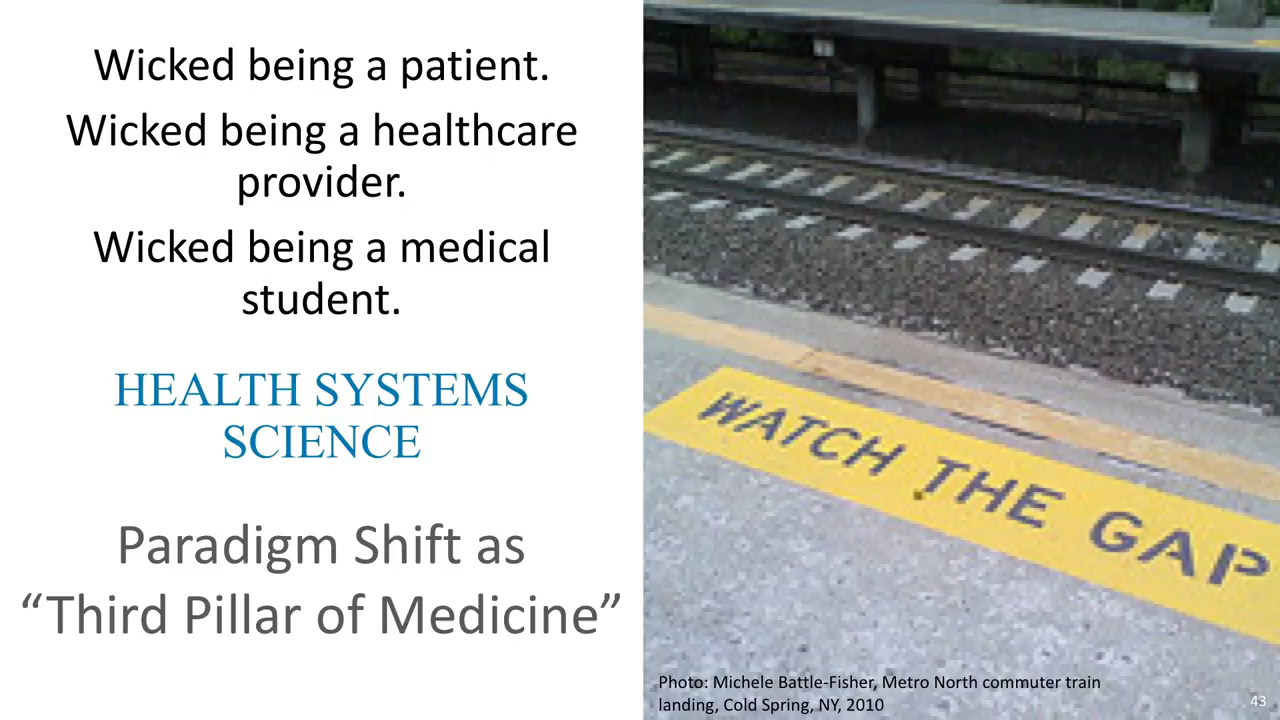 Wicked being a patient.
Wicked being a healthcare
provider.
Wicked being a medical
student.
HEALTH SYSTEMS
SCIENCE
Paradigm Shift as
“Third Pillar of Medicine”
WATCH THE GAP
Photo: Michele Battle-Fisher, Metro North commuter train
landing, Cold Spring, NY, 2010
43